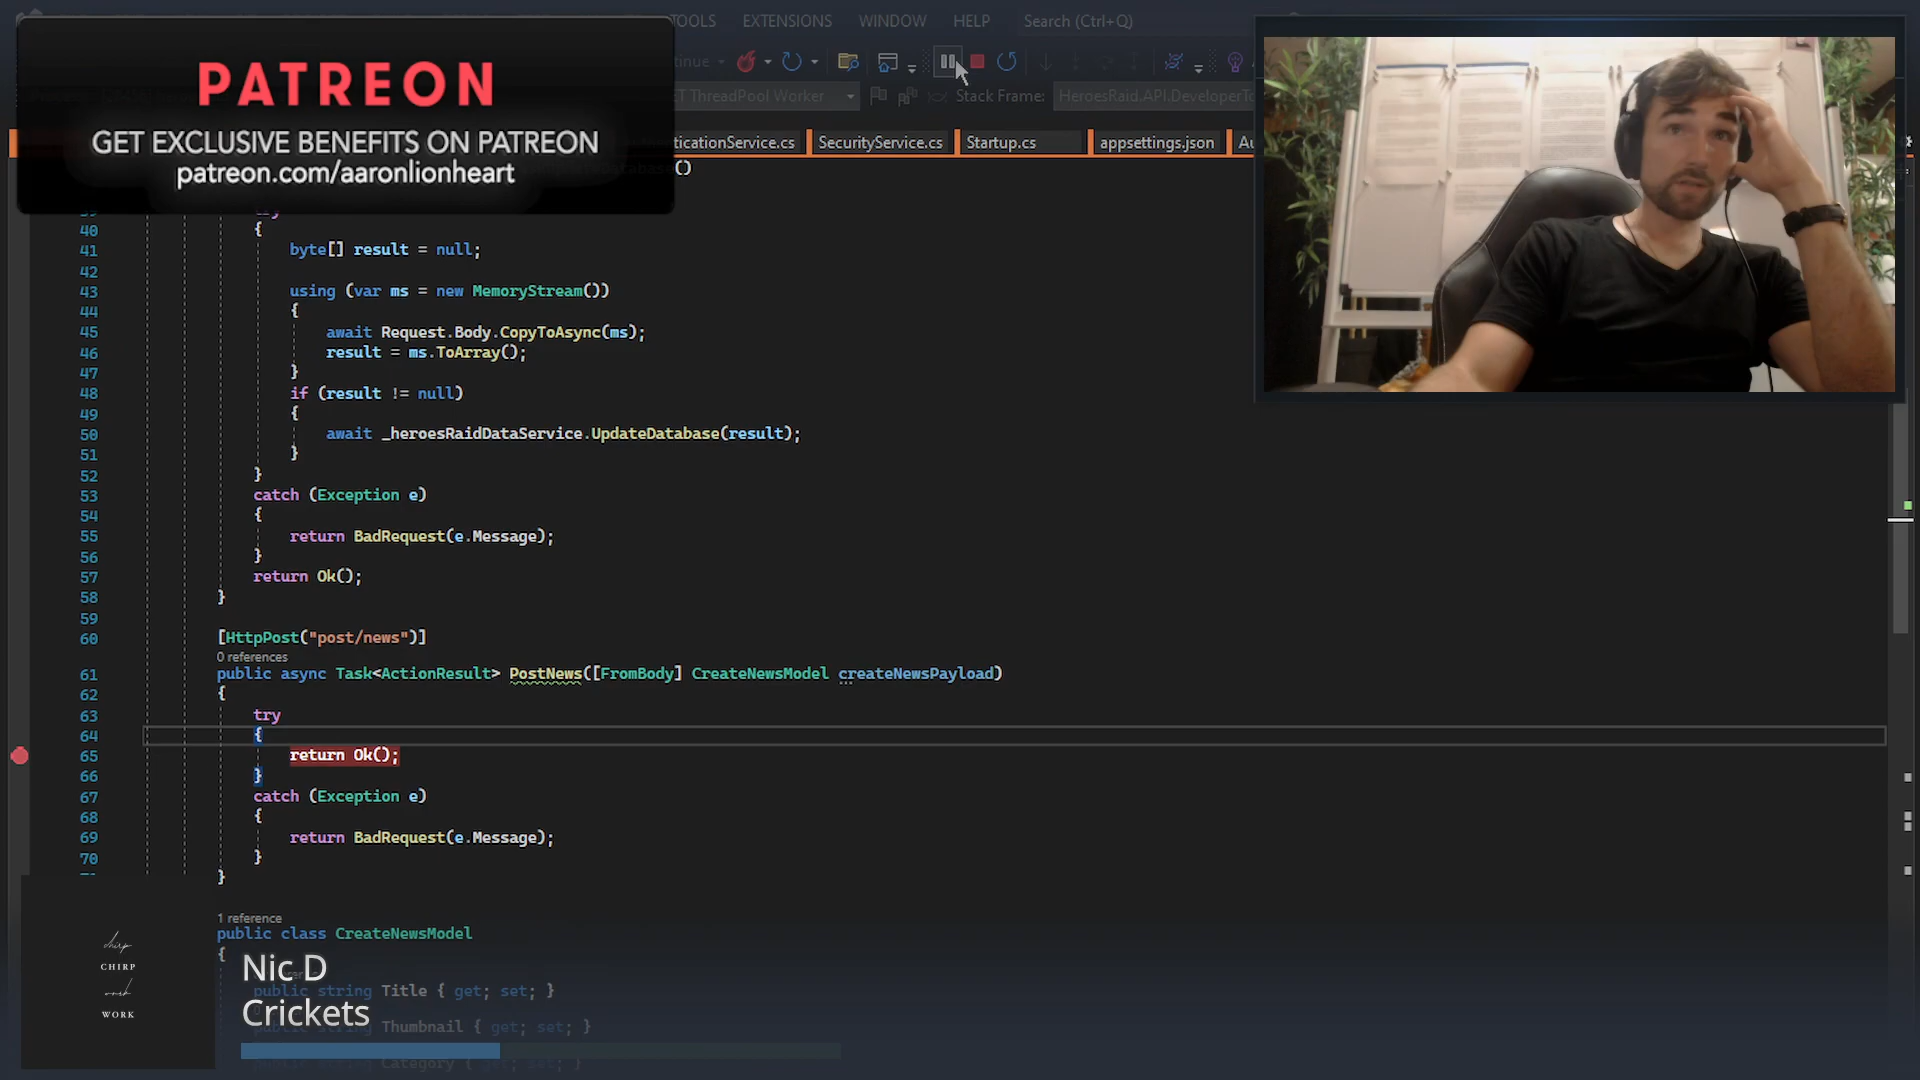 TOOLS EXTENSIONS WINDOW HELP Search (Ctrl+Q)
PATREON
GET EXCLUSIVE BENEFITS ON PATREON
patreon.com/aaronlionheart
ThreadPool Worker Stack Frame: HeroesRaid.API.DeveloperTo
ticationService.cs SecurityService.cs Startup.cs appsettings.json Au
()
try
40 {
41 byte[] result = null;
42
43 using (var ms = new MemoryStream())
44 {
45 await Request.Body.CopyToAsync(ms);
46 result = ms.ToArray();
47 }
48 if (result != null)
49 {
50 await _heroesRaidDataService.UpdateDatabase(result);
51 }
52 }
53 catch (Exception e)
54 {
55 return BadRequest(e.Message);
56 }
57 return Ok();
58 }
59
60 [HttpPost("post/news")]
0 references
61 public async Task<ActionResult> PostNews([FromBody] CreateNewsModel createNewsPayload)
62 {
63 try
64 {
65 return Ok();
66 }
67 catch (Exception e)
68 {
69 return BadRequest(e.Message);
70 }
}
1 reference
public class CreateNewsModel
{
public string Title { get; set; }
Thumbnail { get; set; }
Category { get; set; }
CHIRP
WORK
Nic D
Crickets